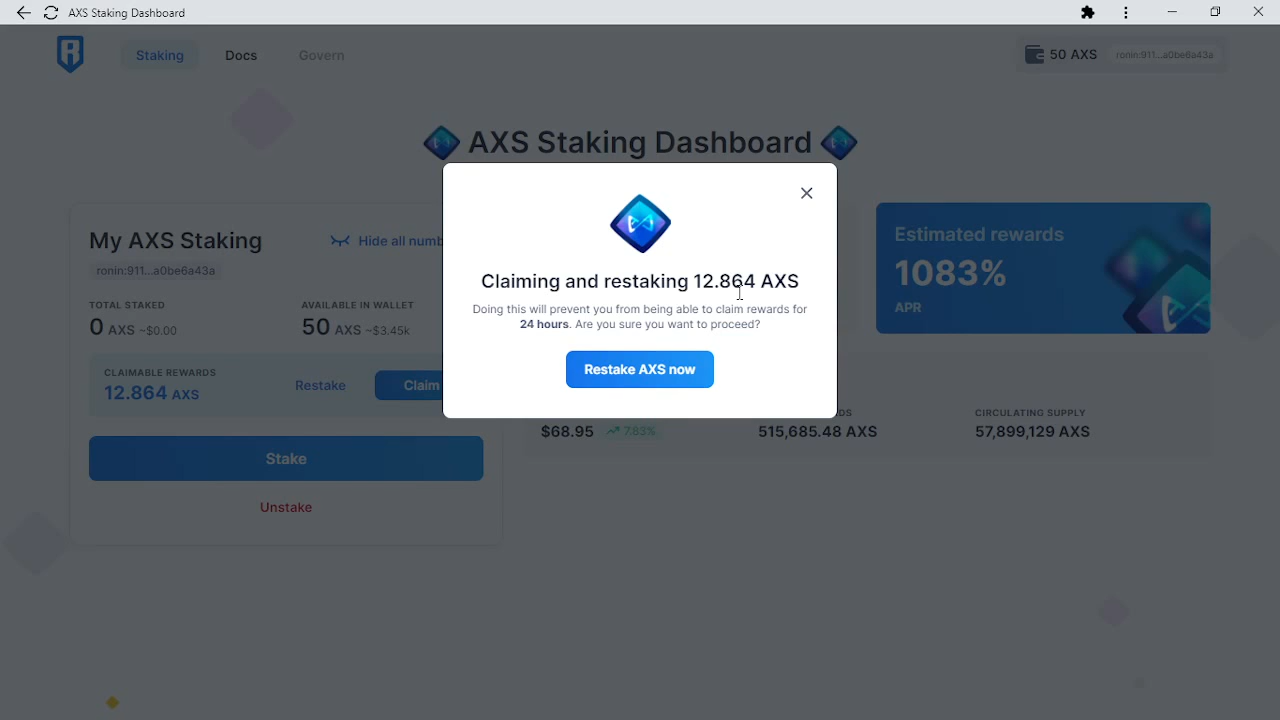 AXS Staking Dashboard
Staking
Docs
Govern
50 AXS
ronin:911...a0be6a43a
AXS Staking Dashboard
My AXS Staking
Hide all numb
ronin:911...a0be6a43a
TOTAL STAKED
0 AXS ~$0.00
AVAILABLE IN WALLET
50 AXS ~$3.45k
CLAIMABLE REWARDS
12.864 AXS
Restake
Claim
Stake
Unstake
Claiming and restaking 12.864 AXS
Doing this will prevent you from being able to claim rewards for
24 hours. Are you sure you want to proceed?
Restake AXS now
Estimated rewards
1083%
APR
$68.95
7.83%
DS
515,685.48 AXS
CIRCULATING SUPPLY
57,899,129 AXS